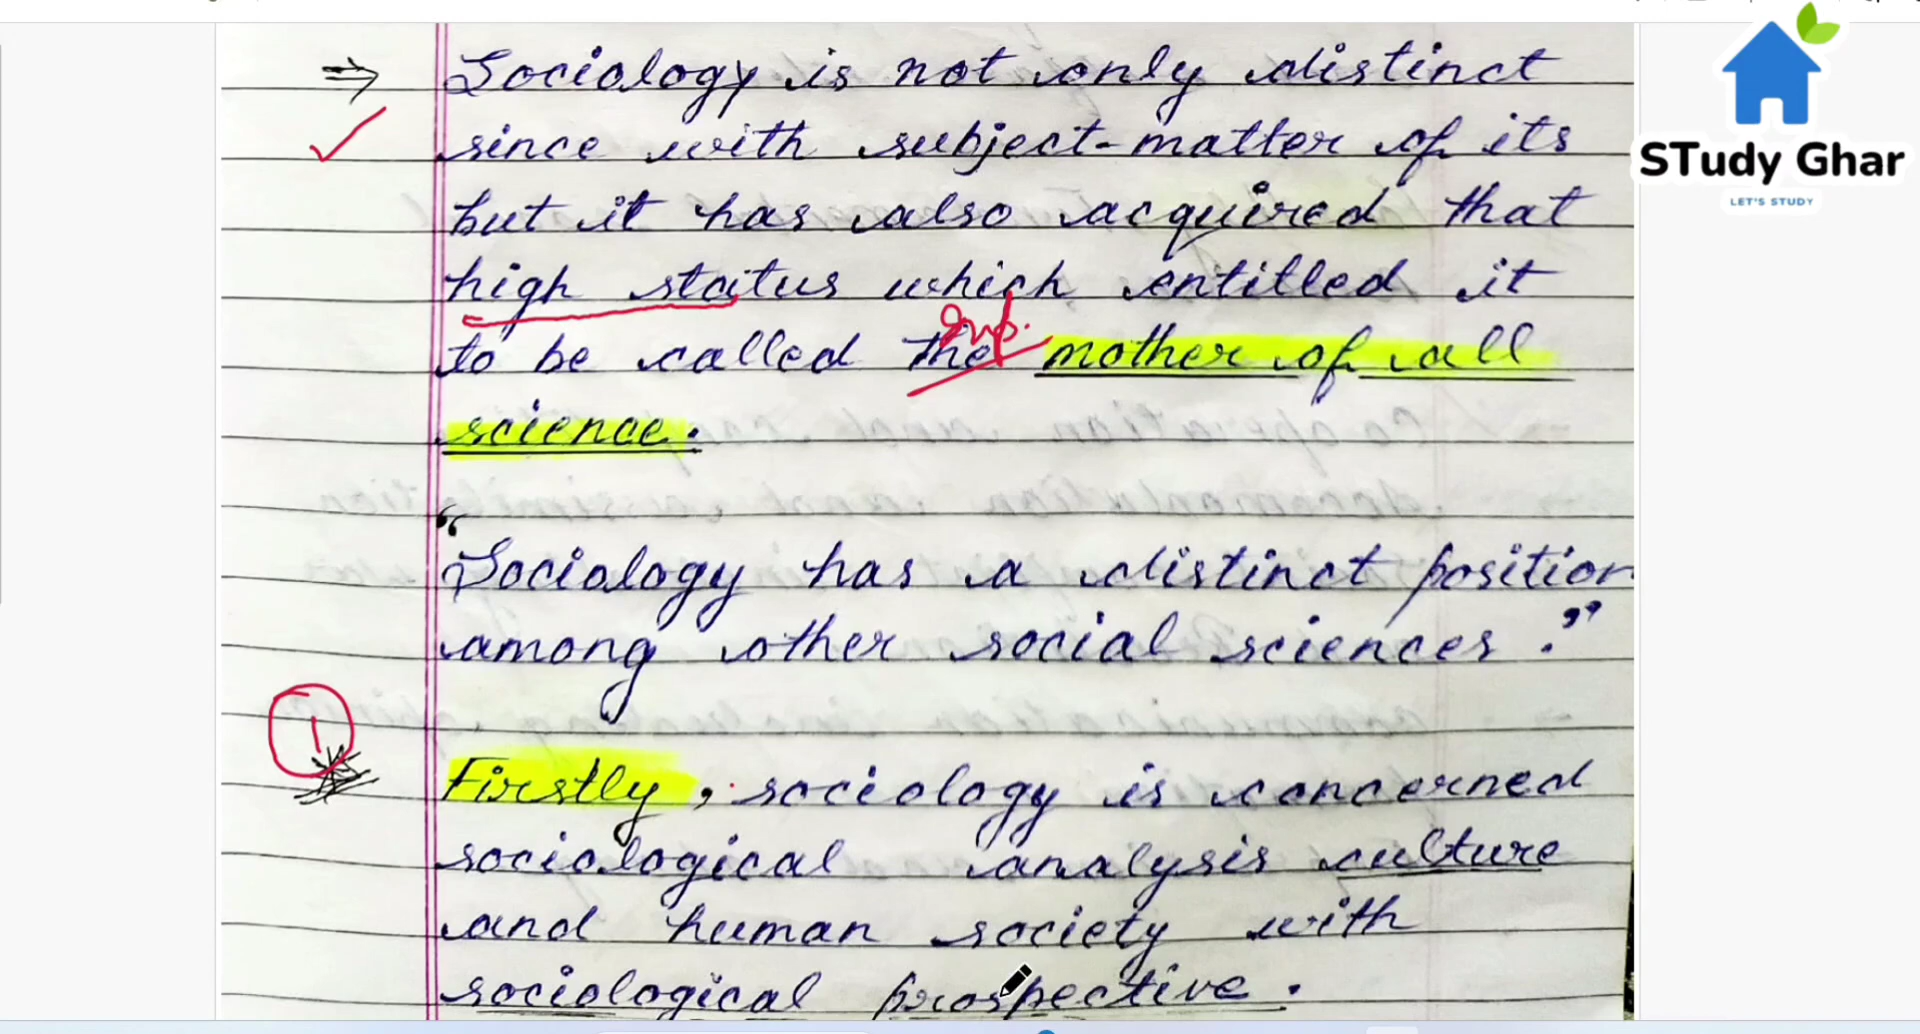 ⇒ Sociology is not only distinct
since with subject-matter of its
but it has also acquired that
high status which entitled it
Imp.
to be called the mother of all
science.
"Sociology has a distinct position
among other social sciences."
1
Firstly, sociology is concerned
sociological analysis culture
and human society with
sociological prospective.
STudy Ghar
LET'S STUDY